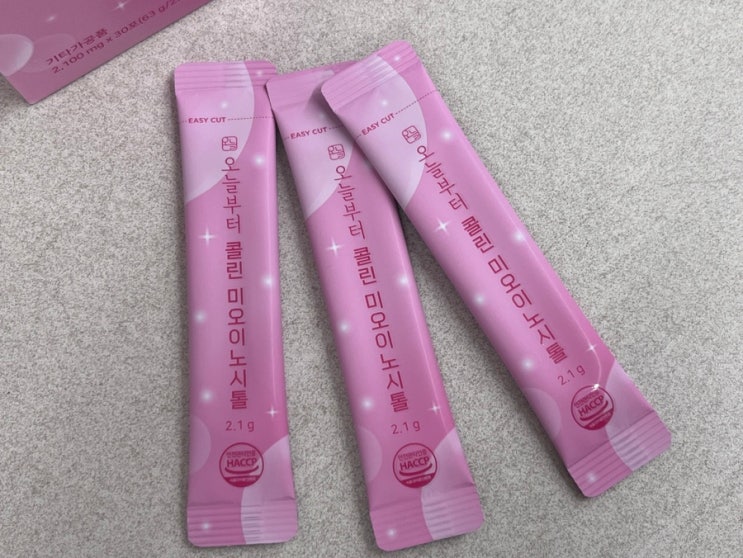 기타가공품
2,100 mg x 30포(63 g/2
EASY CUT
오늘부터 콜린 미오이노시톨
2.1 g
HACCP
EASY CUT
오늘부터 콜린 미오이노시톨
2.1 g
HACCP
EASY CUT
오늘부터 콜린 미오이노시톨
2.1 g
HACCP